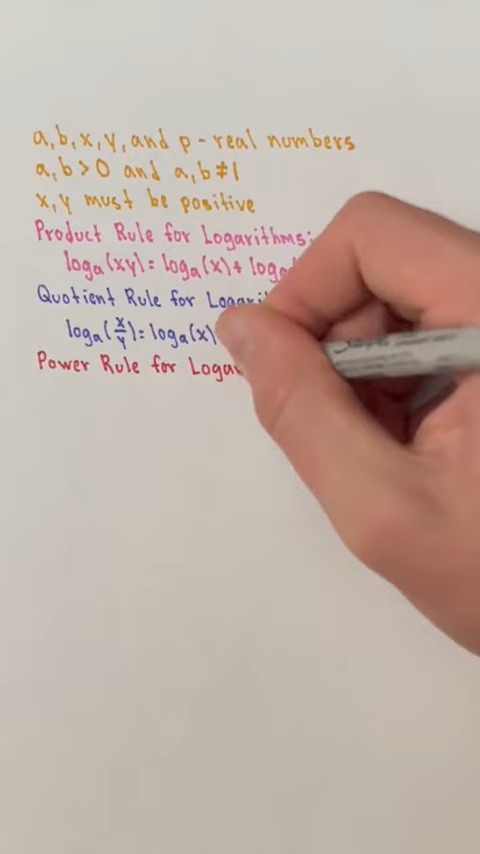 a, b, x, y, and p - real numbers
a, b > 0 and a, b ≠ 1
x, y must be positive
Product Rule for Logarithms:
logₐ(xy) = logₐ(x) + logₐ
Quotient Rule for
logₐ(x/y) = logₐ(x)
Power Rule for